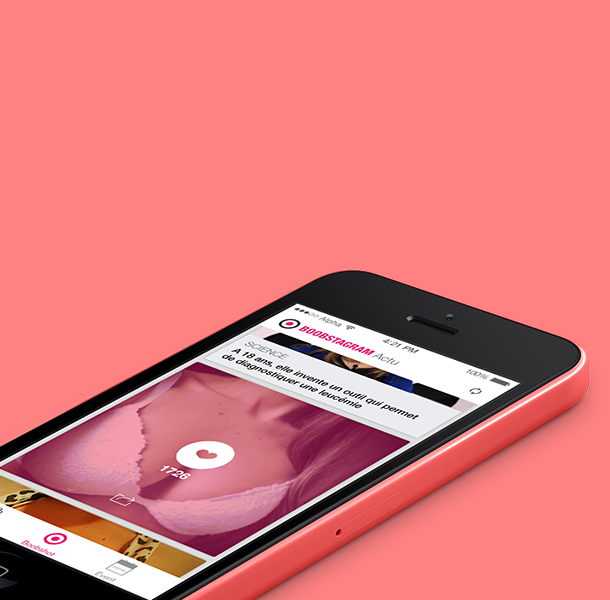 Alpha 4:21 PM 100%
BOOBSTAGRAM Actu
SCIENCE
A 18 ans, elle invente un outil qui permet
de diagnostiquer une leucémie
1726
Boobshot
Event